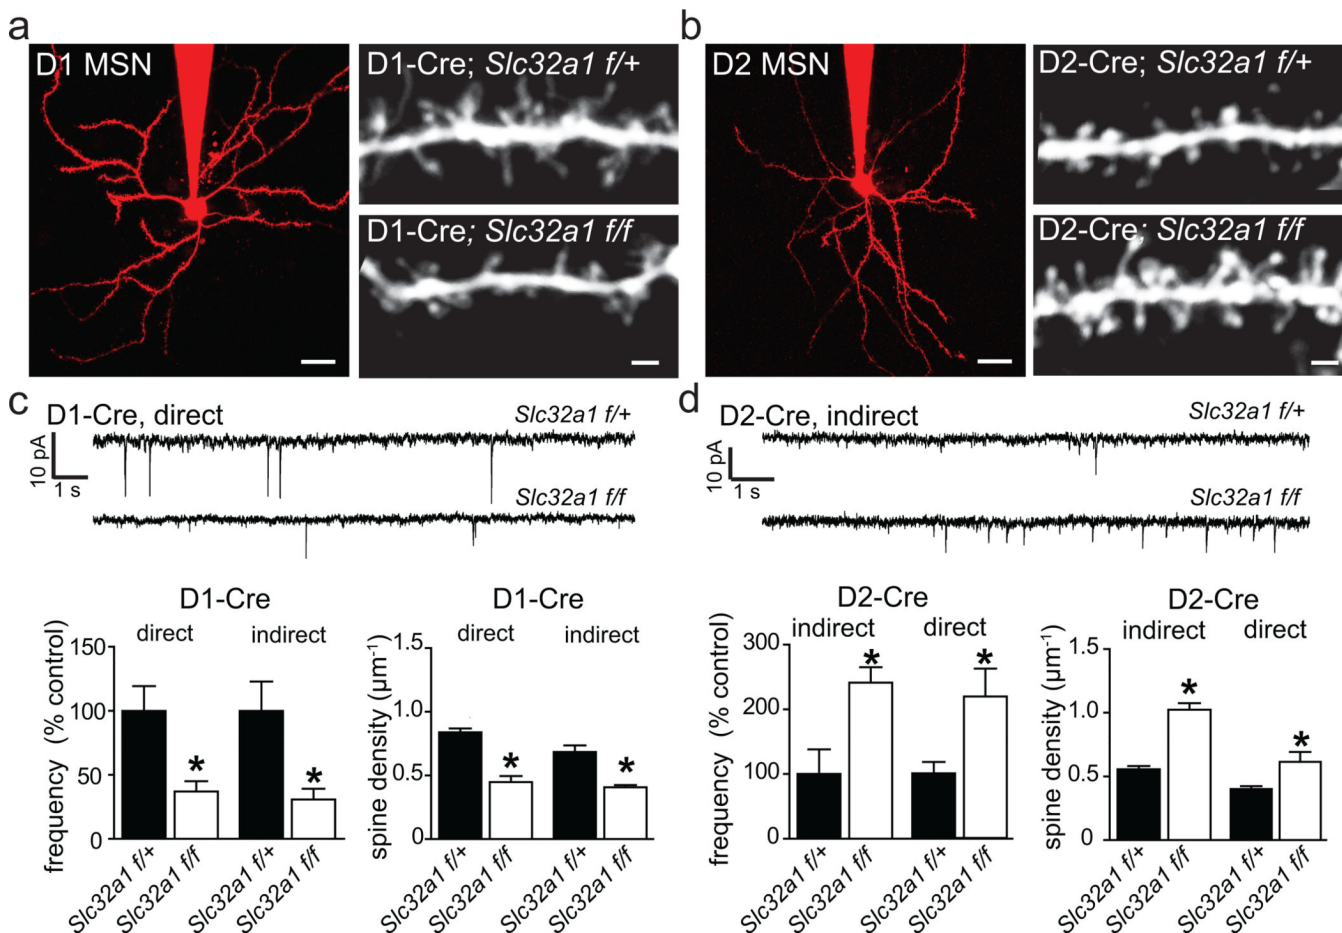 a
D1 MSN
D1-Cre; Slc32a1 f/+
D1-Cre; Slc32a1 f/f
b
D2 MSN
D2-Cre; Slc32a1 f/+
D2-Cre; Slc32a1 f/f
c
D1-Cre, direct
Slc32a1 f/+
10 pA
1 s
Slc32a1 f/f
D1-Cre
direct
indirect
frequency (% control)
150
100
50
0
Slc32a1 f/+
Slc32a1 f/f
Slc32a1 f/+
Slc32a1 f/f
*
*
D1-Cre
direct
indirect
spine density (μm⁻¹)
1.5
1.0
0.5
0
Slc32a1 f/+
Slc32a1 f/f
Slc32a1 f/+
Slc32a1 f/f
*
*
d
D2-Cre, indirect
Slc32a1 f/+
10 pA
1 s
Slc32a1 f/f
D2-Cre
indirect
direct
frequency (% control)
300
200
100
0
Slc32a1 f/+
Slc32a1 f/f
Slc32a1 f/+
Slc32a1 f/f
*
*
D2-Cre
indirect
direct
spine density (μm⁻¹)
1.5
1.0
0.5
0
Slc32a1 f/+
Slc32a1 f/f
Slc32a1 f/+
Slc32a1 f/f
*
*